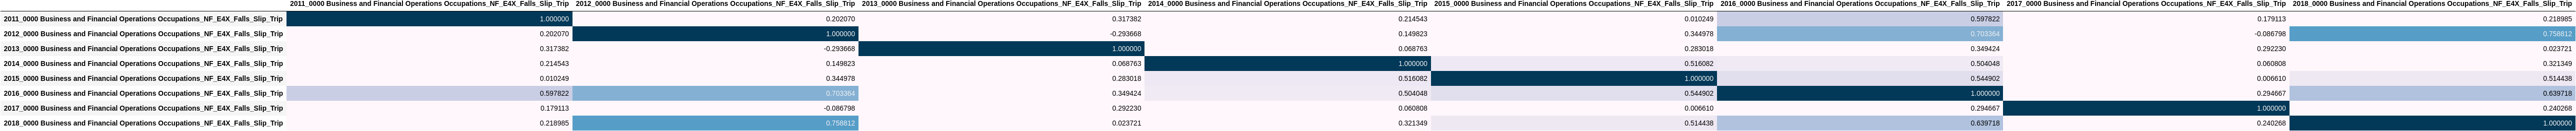 2011_0000 Business and Financial Operations Occupations_NF_E4X_Falls_Slip_Trip 2012_0000 Business and Financial Operations Occupations_NF_E4X_Falls_Slip_Trip 2013_0000 Business and Financial Operations Occupations_NF_E4X_Falls_Slip_Trip 2014_0000 Business and Financial Operations Occupations_NF_E4X_Falls_Slip_Trip 2015_0000 Business and Financial Operations Occupations_NF_E4X_Falls_Slip_Trip 2016_0000 Business and Financial Operations Occupations_NF_E4X_Falls_Slip_Trip 2017_0000 Business and Financial Operations Occupations_NF_E4X_Falls_Slip_Trip 2018_0000 Business and Financial Operations Occupations_NF_E4X_Falls_Slip_Trip
2011_0000 Business and Financial Operations Occupations_NF_E4X_Falls_Slip_Trip 1.000000 0.202070 0.317382 0.214543 0.010249 0.597822 0.179113 0.218985
2012_0000 Business and Financial Operations Occupations_NF_E4X_Falls_Slip_Trip 0.202070 1.000000 -0.293668 0.149823 0.344978 0.703364 -0.086798 0.758812
2013_0000 Business and Financial Operations Occupations_NF_E4X_Falls_Slip_Trip 0.317382 -0.293668 1.000000 0.068763 0.283018 0.349424 0.292230 0.023721
2014_0000 Business and Financial Operations Occupations_NF_E4X_Falls_Slip_Trip 0.214543 0.149823 0.068763 1.000000 0.516082 0.504048 0.060808 0.321349
2015_0000 Business and Financial Operations Occupations_NF_E4X_Falls_Slip_Trip 0.010249 0.344978 0.283018 0.516082 1.000000 0.544902 0.006610 0.514438
2016_0000 Business and Financial Operations Occupations_NF_E4X_Falls_Slip_Trip 0.597822 0.703364 0.349424 0.504048 0.544902 1.000000 0.294667 0.639718
2017_0000 Business and Financial Operations Occupations_NF_E4X_Falls_Slip_Trip 0.179113 -0.086798 0.292230 0.060808 0.006610 0.294667 1.000000 0.240268
2018_0000 Business and Financial Operations Occupations_NF_E4X_Falls_Slip_Trip 0.218985 0.758812 0.023721 0.321349 0.514438 0.639718 0.240268 1.000000